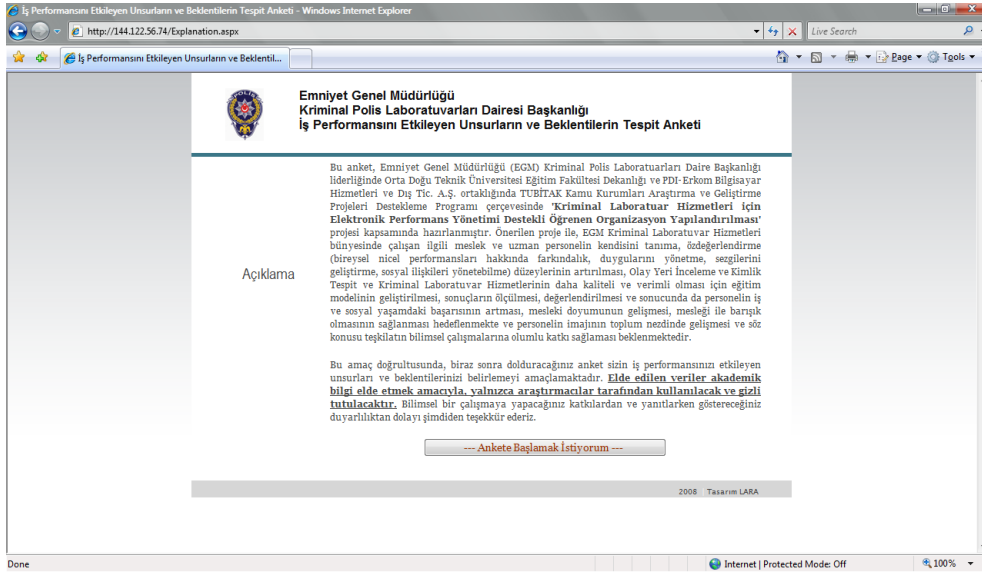 İş Performansını Etkileyen Unsurların ve Beklentilerin Tespit Anketi - Windows Internet Explorer
http://144.122.56.74/Explanation.aspx
Live Search
İş Performansını Etkileyen Unsurların ve Beklentil...
Page
Tools
Emniyet Genel Müdürlüğü
Kriminal Polis Laboratuvarları Dairesi Başkanlığı
İş Performansını Etkileyen Unsurların ve Beklentilerin Tespit Anketi
Açıklama
Bu anket, Emniyet Genel Müdürlüğü (EGM) Kriminal Polis Laboratuarları Daire Başkanlığı
liderliğinde Orta Doğu Teknik Üniversitesi Eğitim Fakültesi Dekanlığı ve PDI-Erkom Bilgisayar
Hizmetleri ve Dış Tic. A.Ş. ortaklığında TUBİTAK Kamu Kurumları Araştırma ve Geliştirme
Projeleri Destekleme Programı çerçevesinde 'Kriminal Laboratuar Hizmetleri için
Elektronik Performans Yönetimi Destekli Öğrenen Organizasyon Yapılandırılması'
projesi kapsamında hazırlanmıştır. Önerilen proje ile, EGM Kriminal Laboratuvar Hizmetleri
bünyesinde çalışan ilgili meslek ve uzman personelin kendisini tanıma, özdeğerlendirme
(bireysel nicel performansları hakkında farkındalık, duygularını yönetme, sezgilerini
geliştirme, sosyal ilişkileri yönetebilme) düzeylerinin artırılması, Olay Yeri İnceleme ve Kimlik
Tespit ve Kriminal Laboratuvar Hizmetlerinin daha kaliteli ve verimli olması için eğitim
modelinin geliştirilmesi, sonuçların ölçülmesi, değerlendirilmesi ve sonucunda da personelin iş
ve sosyal yaşamdaki başarısının artması, mesleki doyumunun gelişmesi, mesleği ile barışık
olmasının sağlanması hedeflenmekte ve personelin imajının toplum nezdinde gelişmesi ve söz
konusu teşkilatın bilimsel çalışmalarına olumlu katkı sağlaması beklenmektedir.
Bu amaç doğrultusunda, biraz sonra dolduracağınız anket sizin iş performansınızı etkileyen
unsurları ve beklentilerinizi belirlemeyi amaçlamaktadır. Elde edilen veriler akademik
bilgi elde etmek amacıyla, yalnızca araştırmacılar tarafından kullanılacak ve gizli
tutulacaktır. Bilimsel bir çalışmaya yapacağınız katkılardan ve yanıtlarken göstereceğiniz
duyarlılıktan dolayı şimdiden teşekkür ederiz.
--- Ankete Başlamak İstiyorum ---
2008 | Tasarım LARA
Done
Internet | Protected Mode: Off
100%